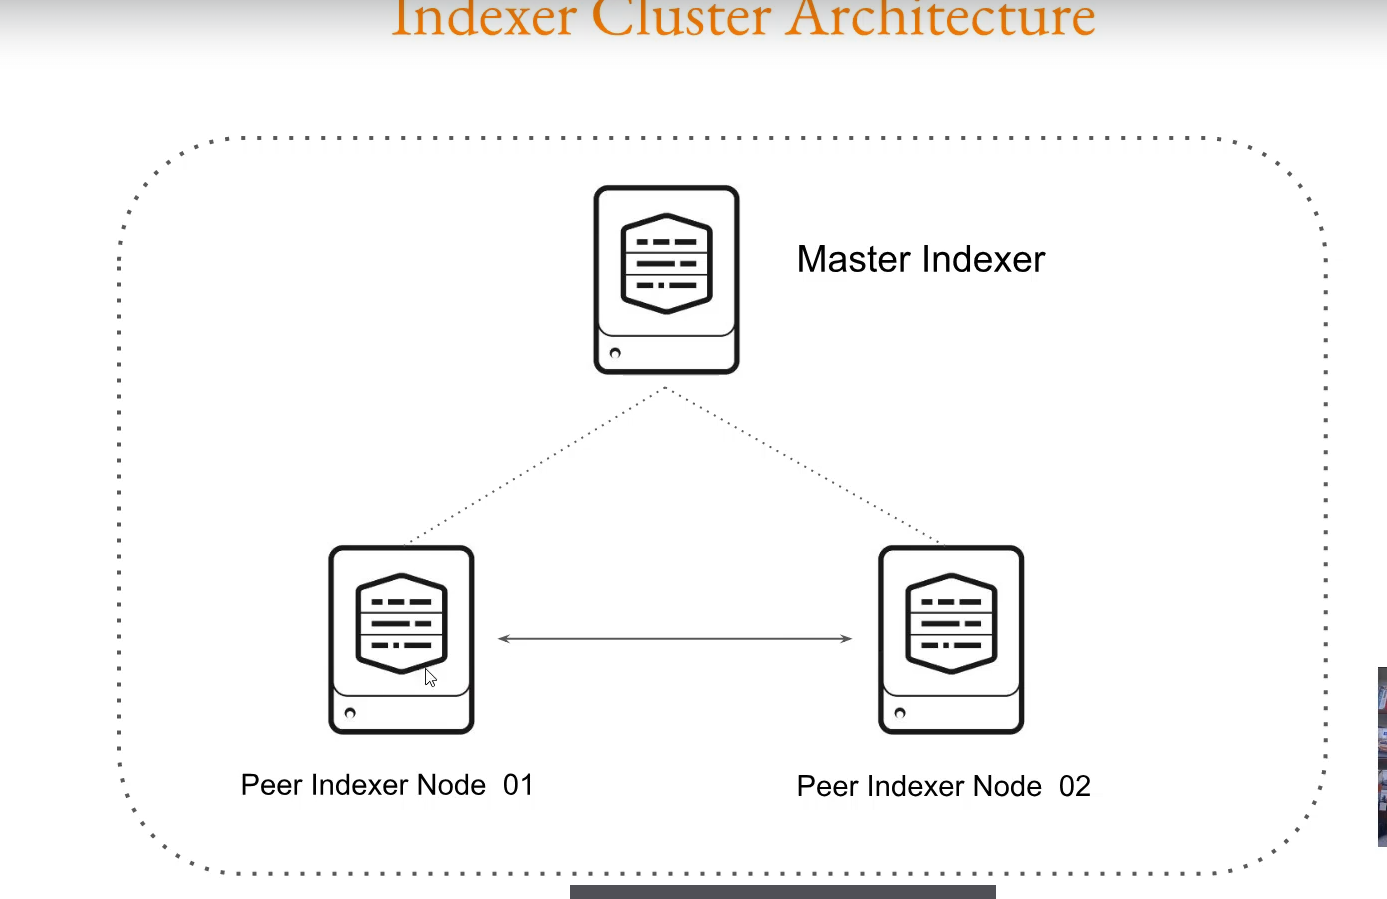 Indexer Cluster Architecture
Master Indexer
Peer Indexer Node 01
Peer Indexer Node 02